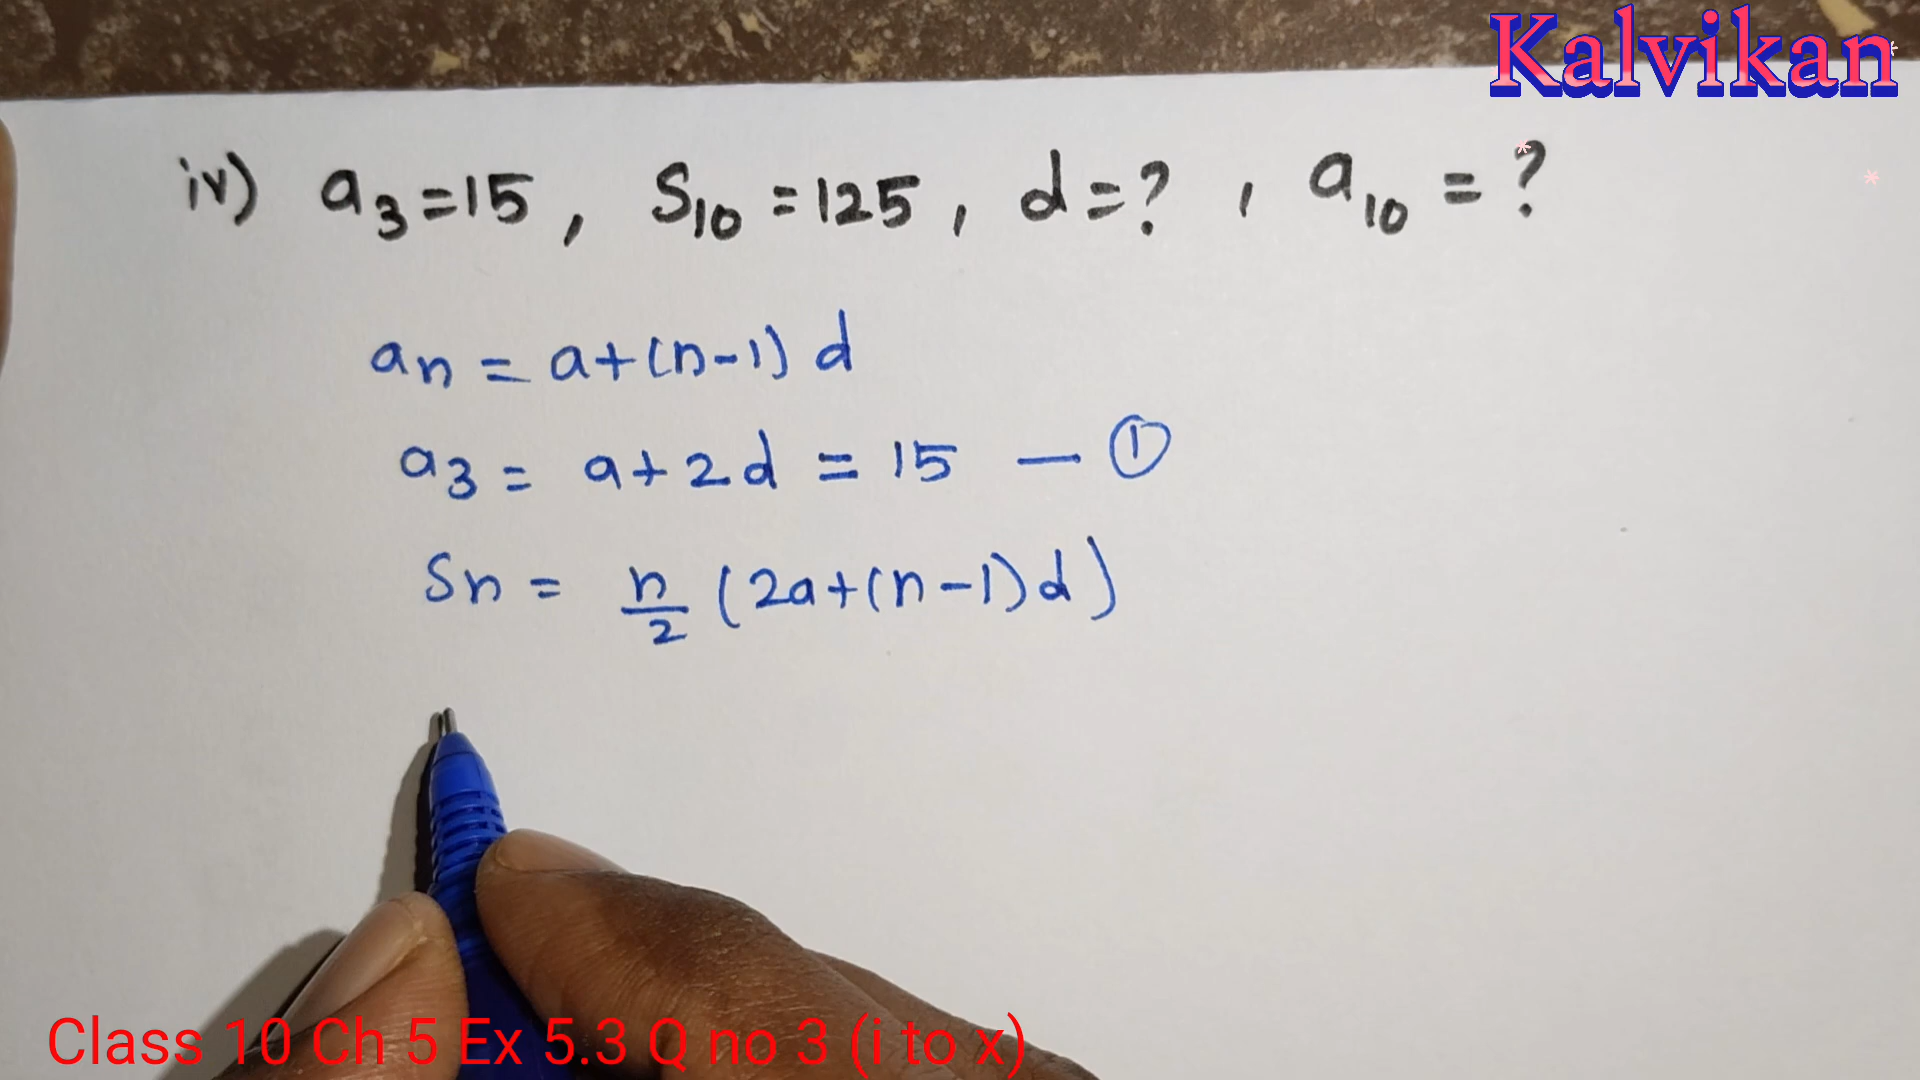 Kalvikan
iv) a₃ = 15, S₁₀ = 125, d = ?, a₁₀ = ?
aₙ = a + (n - 1) d
a₃ = a + 2d = 15 — ①
Sₙ = n/2 (2a + (n - 1) d)
Class 10 Ch 5 Ex 5.3 Q no 3 (i to x)